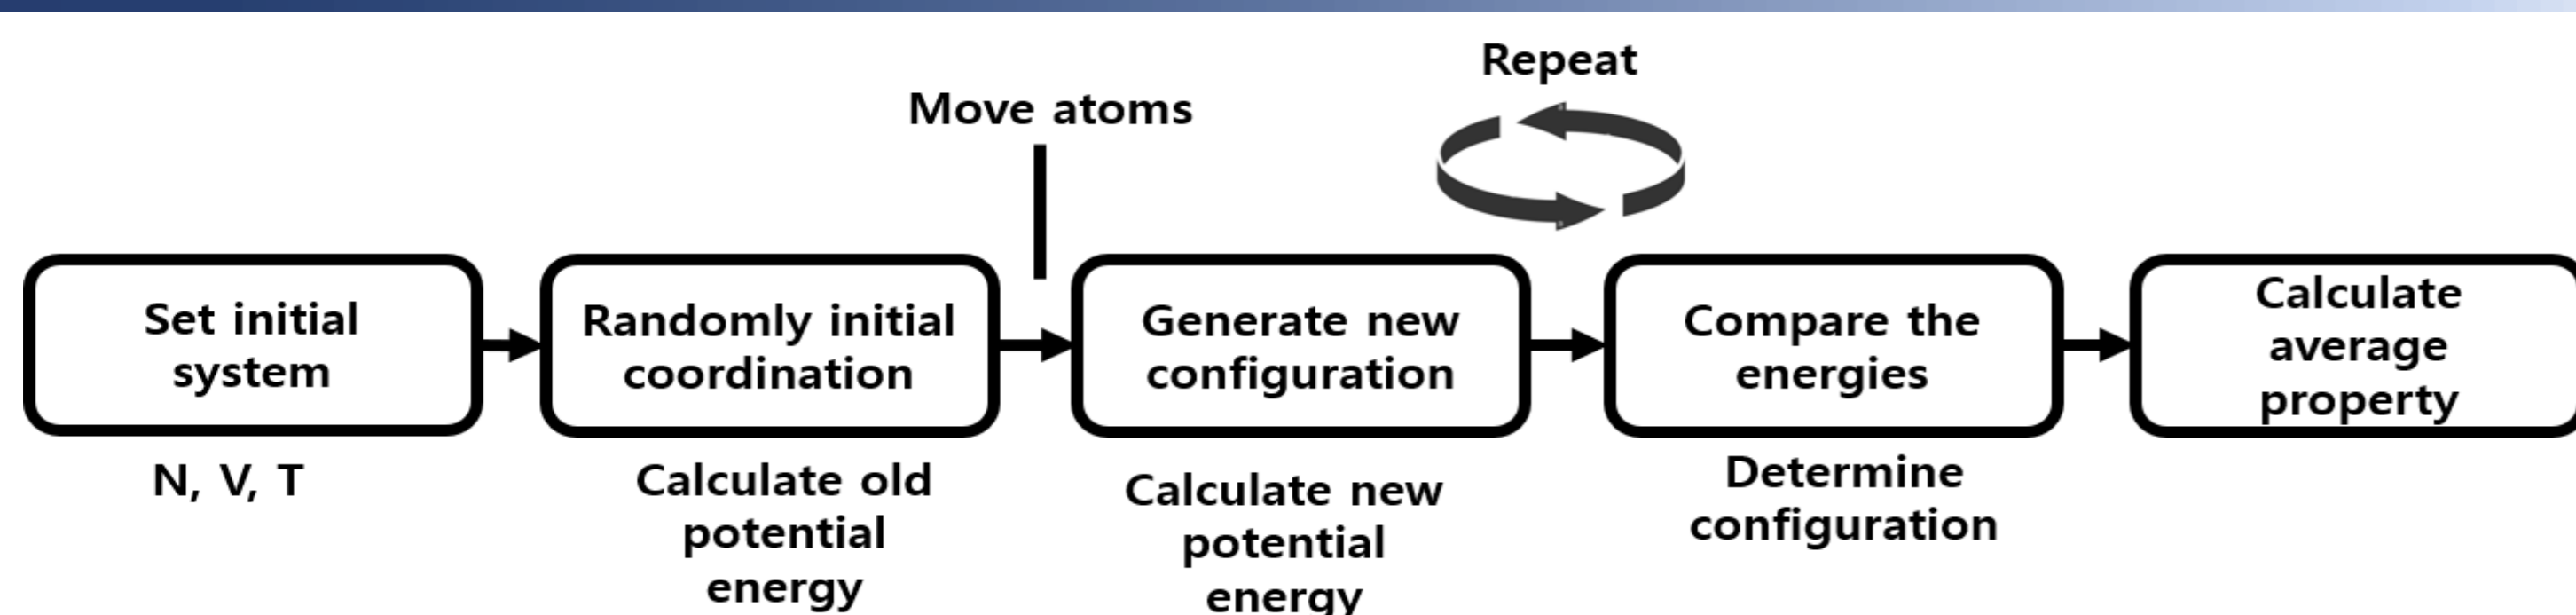 Repeat
Move atoms
Set initial
system
Randomly initial
coordination
Generate new
configuration
Compare the
energies
Calculate
average
property
N, V, T
Calculate old
potential
energy
Calculate new
potential
energy
Determine
configuration